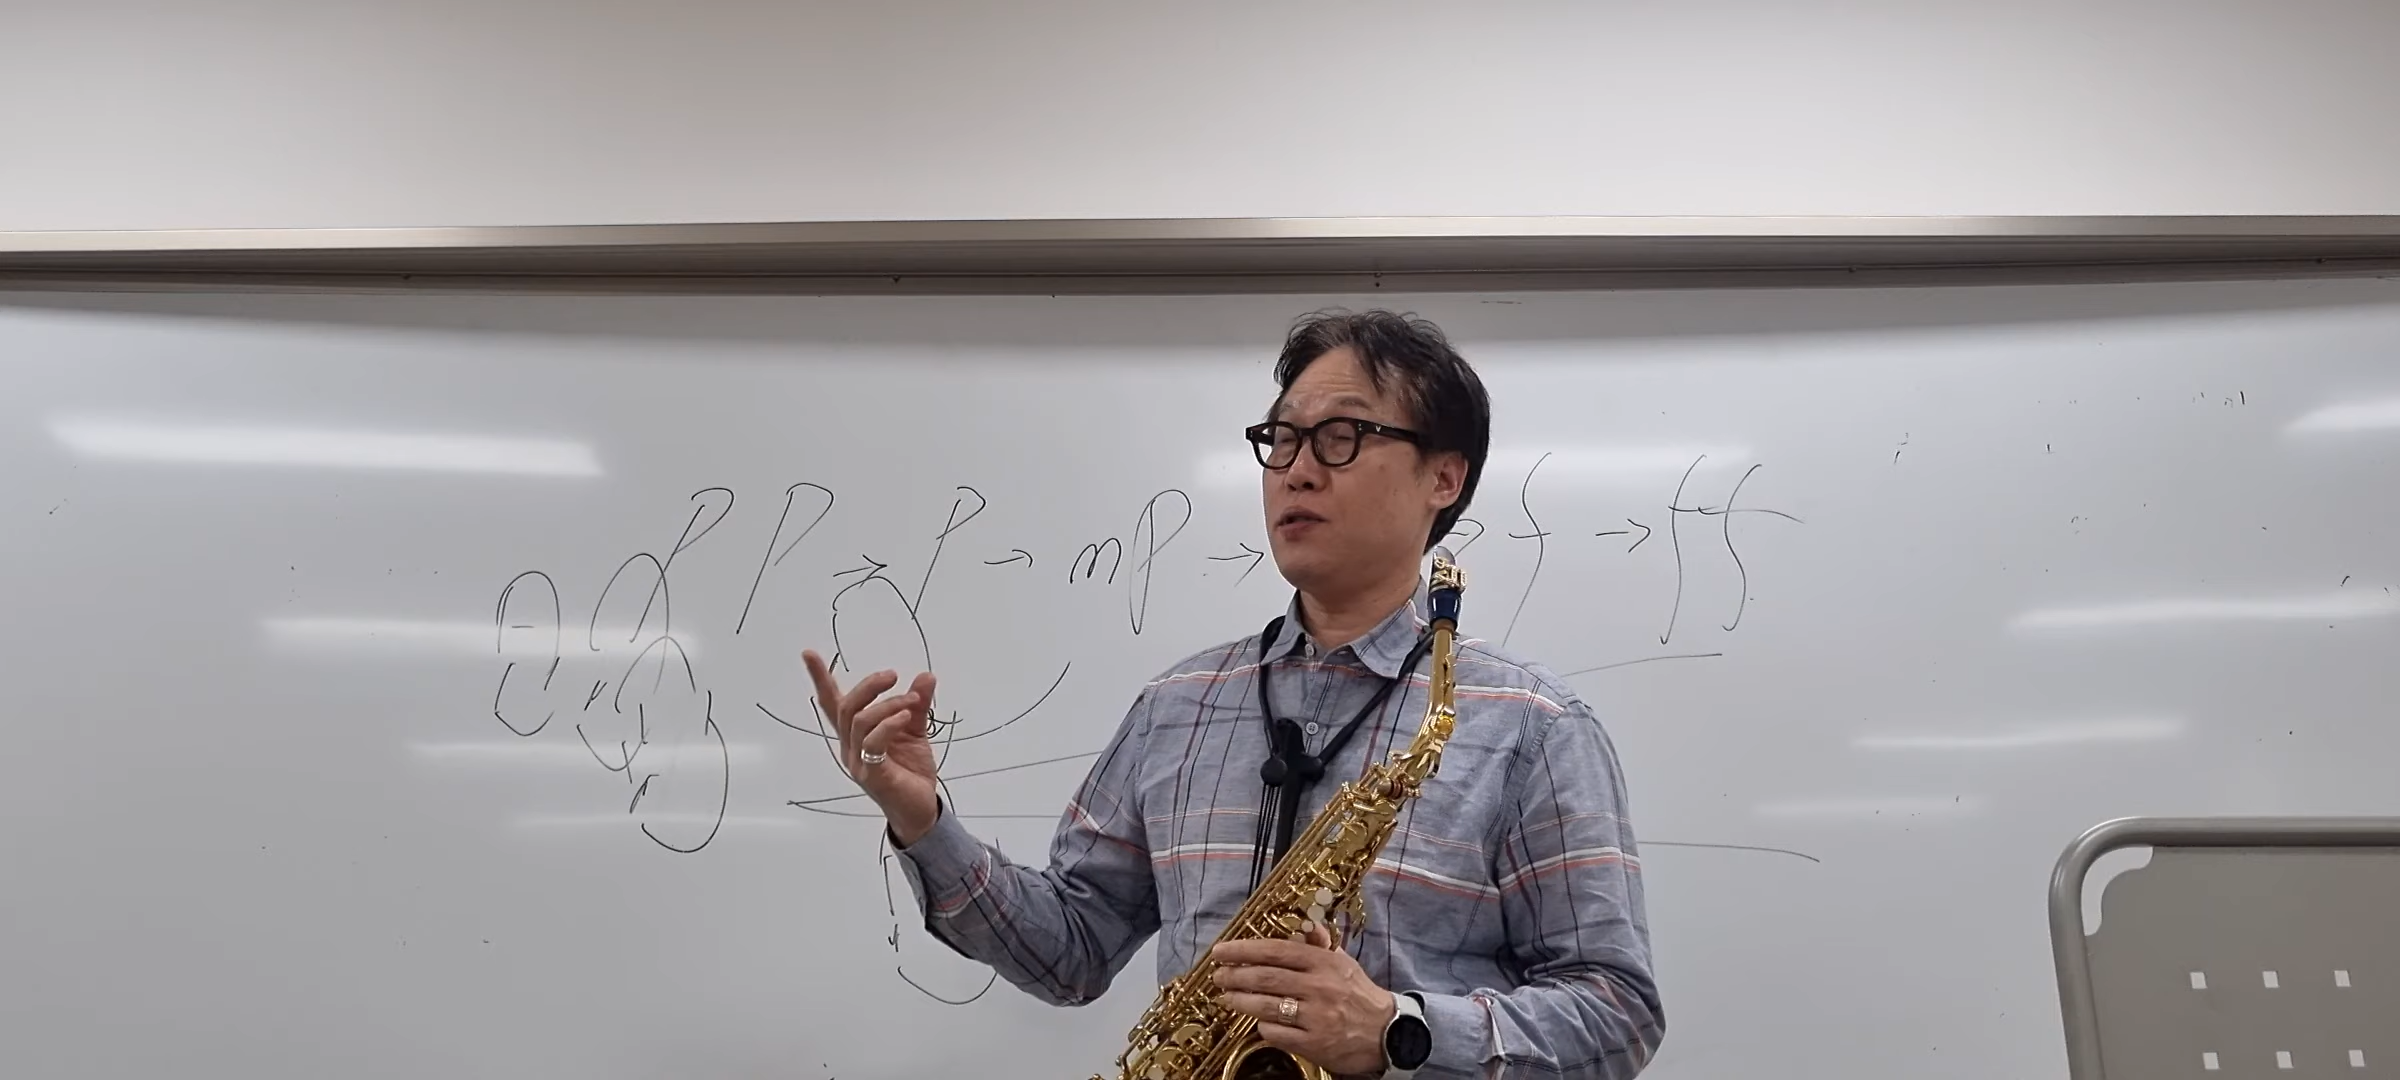 PP → P → mP → → f → ff